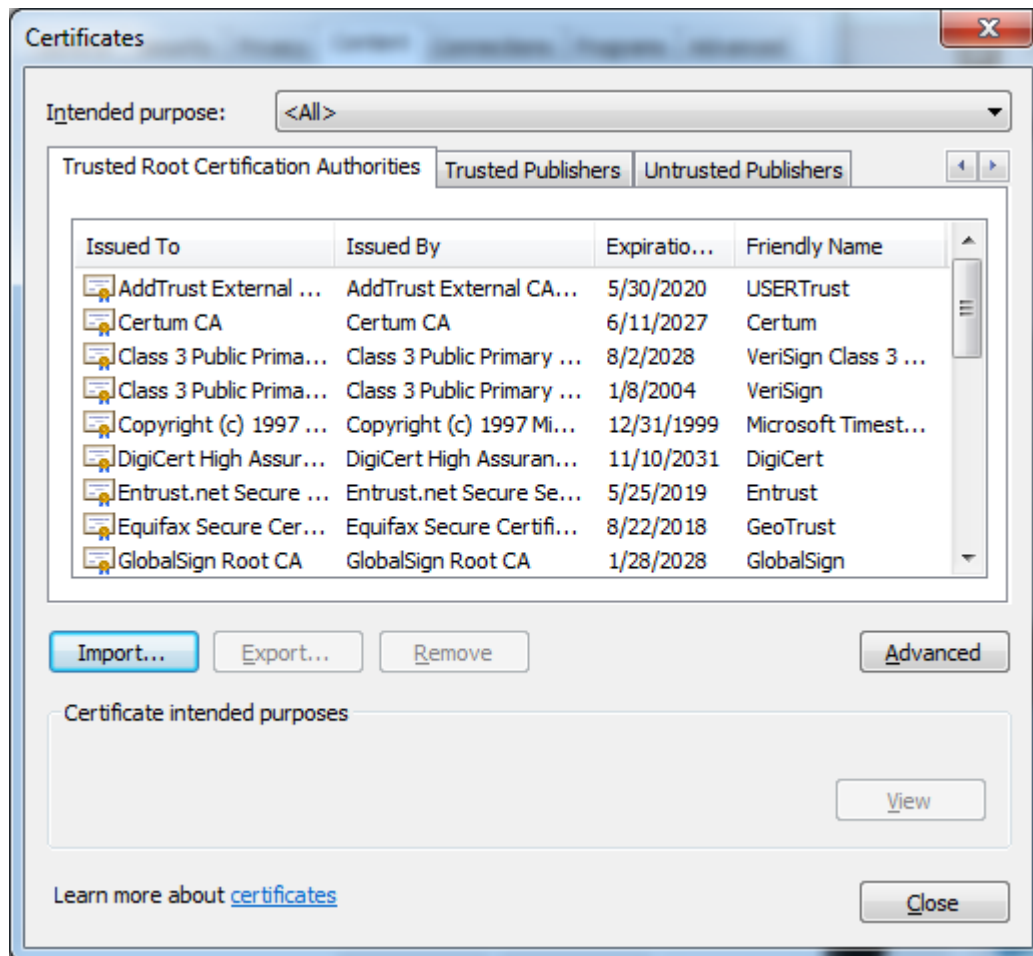 Certificates
Intended purpose: <All>
Trusted Root Certification Authorities Trusted Publishers Untrusted Publishers
Issued To Issued By Expiratio... Friendly Name
AddTrust External ... AddTrust External CA... 5/30/2020 USERTrust
Certum CA Certum CA 6/11/2027 Certum
Class 3 Public Prima... Class 3 Public Primary ... 8/2/2028 VeriSign Class 3 ...
Class 3 Public Prima... Class 3 Public Primary ... 1/8/2004 VeriSign
Copyright (c) 1997 ... Copyright (c) 1997 Mi... 12/31/1999 Microsoft Timest...
DigiCert High Assur... DigiCert High Assuran... 11/10/2031 DigiCert
Entrust.net Secure ... Entrust.net Secure Se... 5/25/2019 Entrust
Equifax Secure Cer... Equifax Secure Certifi... 8/22/2018 GeoTrust
GlobalSign Root CA GlobalSign Root CA 1/28/2028 GlobalSign
Import... Export... Remove Advanced
Certificate intended purposes
View
Learn more about certificates
Close